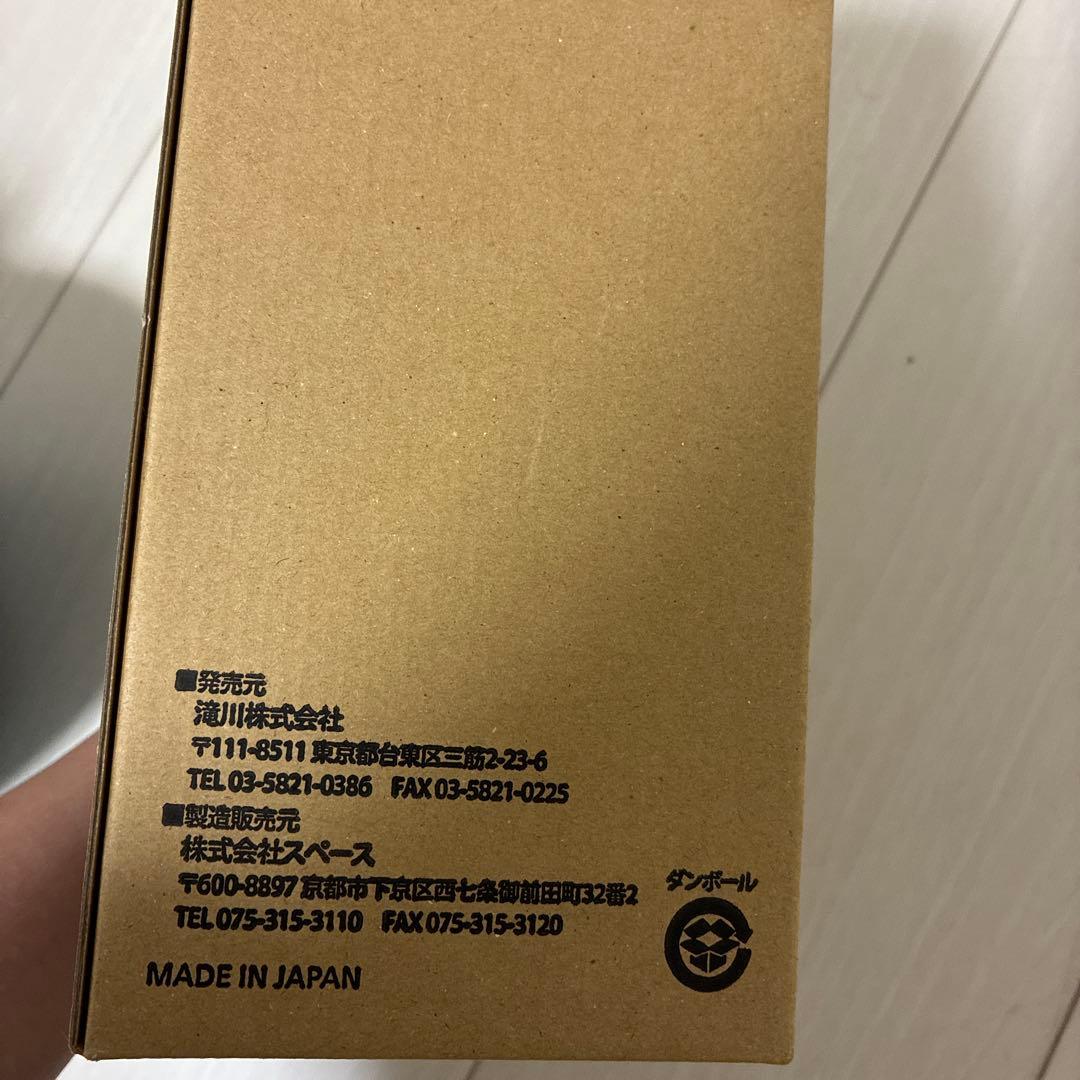 ■発売元
滝川株式会社
〒111-8511 東京都台東区三筋2-23-6
TEL 03-5821-0386 FAX 03-5821-0225
■製造販売元
株式会社スペース
〒600-8897 京都市下京区西七条御前田町32番2
TEL 075-315-3110 FAX 075-315-3120
ダンボール
MADE IN JAPAN